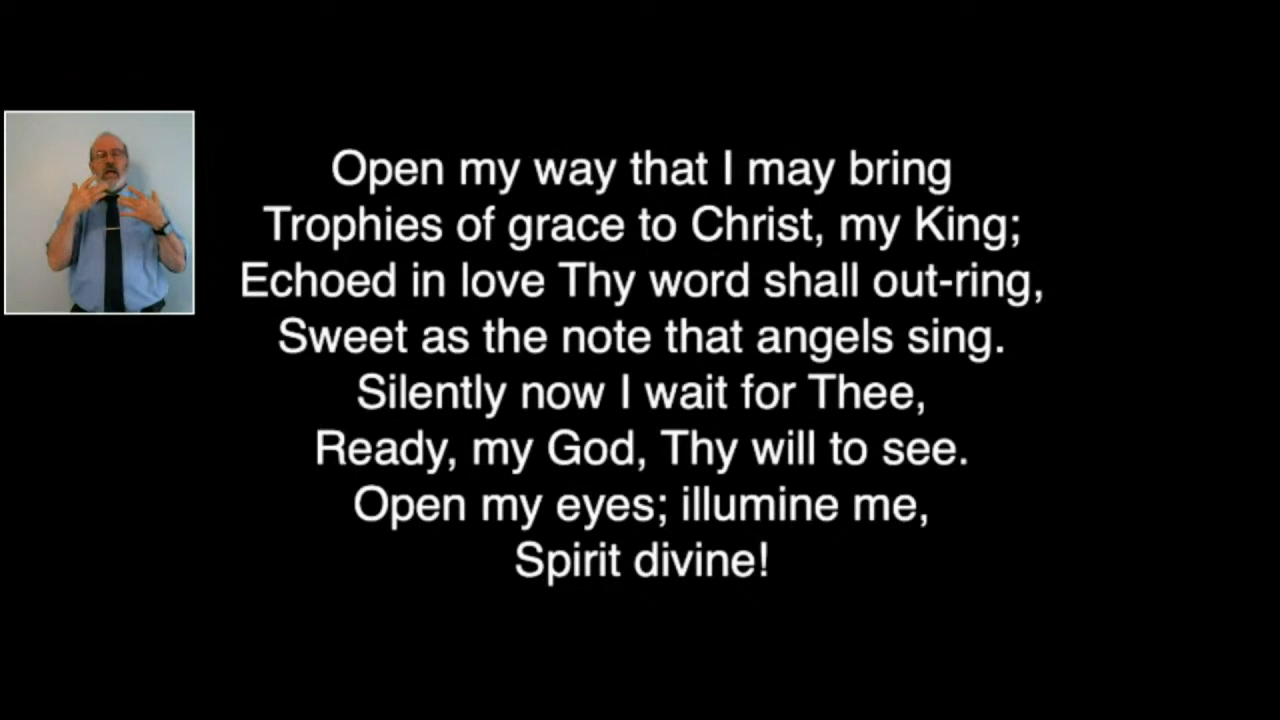 Open my way that I may bring
Trophies of grace to Christ, my King;
Echoed in love Thy word shall out-ring,
Sweet as the note that angels sing.
Silently now I wait for Thee,
Ready, my God, Thy will to see.
Open my eyes; illumine me,
Spirit divine!